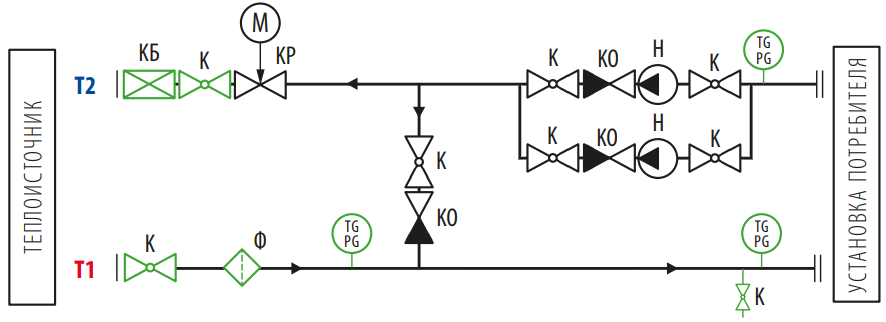 ТЕПЛОИСТОЧНИК
T2
КБ
К
М
КР
К
КО
Н
К
TG
PG
К
КО
Н
К
К
КО
T1
К
Ф
TG
PG
TG
PG
К
УСТАНОВКА ПОТРЕБИТЕЛЯ